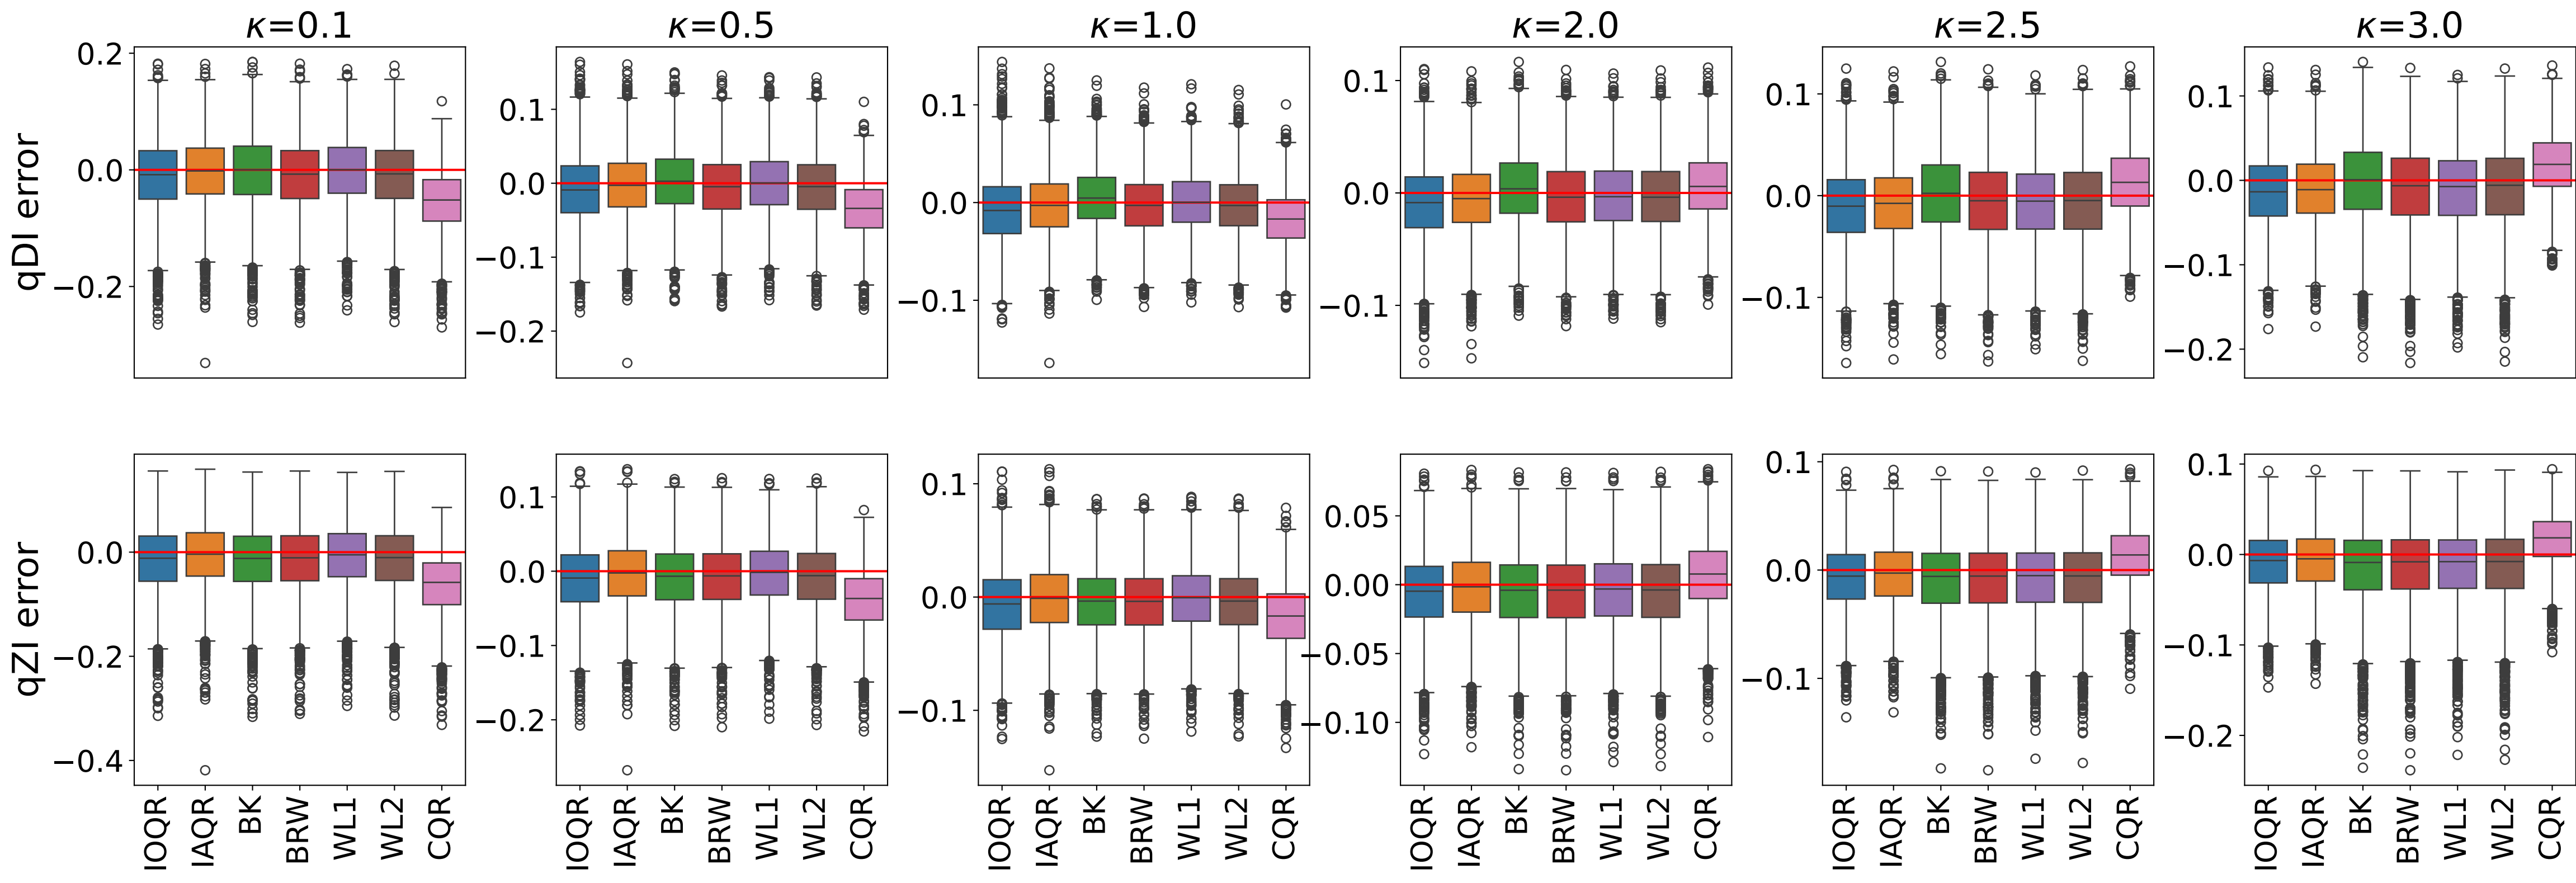 κ=0.1 κ=0.5 κ=1.0 κ=2.0 κ=2.5 κ=3.0
qDI error
0.2 0.0 −0.2
0.1 0.0 −0.1 −0.2
0.1 0.0 −0.1
0.1 0.0 −0.1
0.1 0.0 −0.1
0.1 0.0 −0.1 −0.2
qZI error
0.0 −0.2 −0.4
0.1 0.0 −0.1 −0.2
0.1 0.0 −0.1
0.05 0.00 −0.05 −0.10
0.1 0.0 −0.1
0.1 0.0 −0.1 −0.2
IOQR IAQR BK BRW WL1 WL2 CQR
IOQR IAQR BK BRW WL1 WL2 CQR
IOQR IAQR BK BRW WL1 WL2 CQR
IOQR IAQR BK BRW WL1 WL2 CQR
IOQR IAQR BK BRW WL1 WL2 CQR
IOQR IAQR BK BRW WL1 WL2 CQR